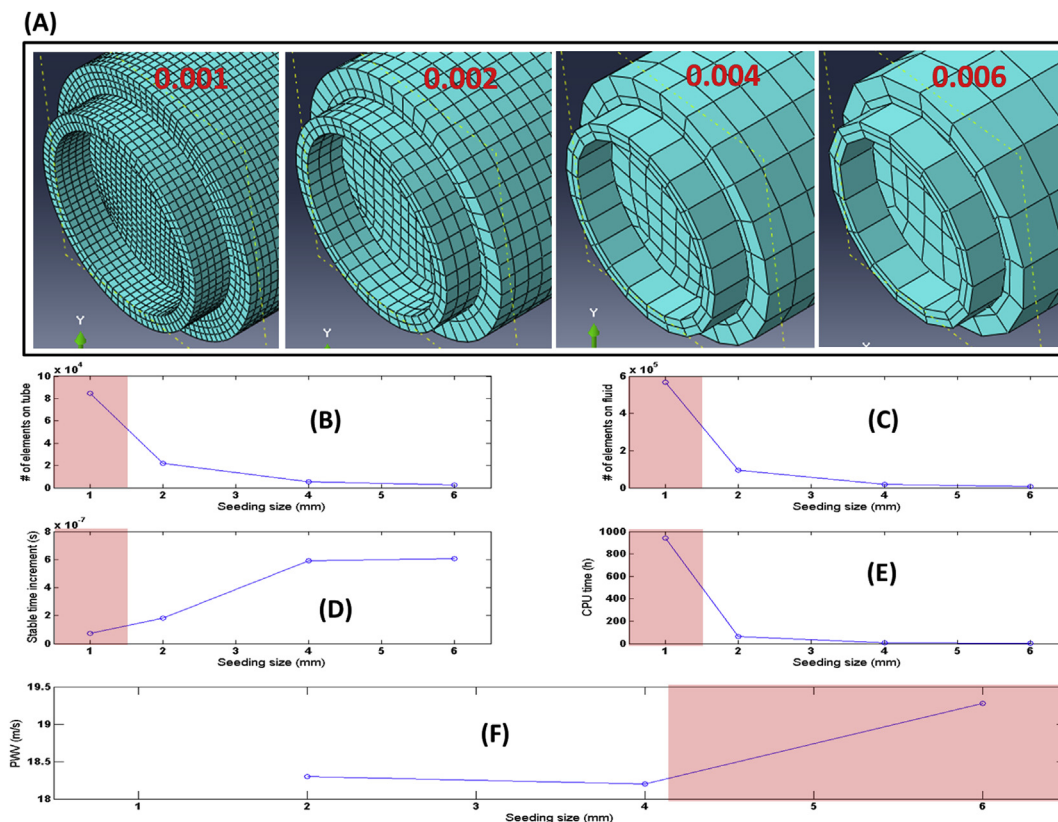 (A)
0.001
0.002
0.004
0.006
Y
Y
Y
Y
x 10^4
10
8
6
4
2
0
# of elements on tube
(B)
1 2 3 4 5 6
Seeding size (mm)
x 10^5
6
4
2
0
# of elements on fluid
(C)
1 2 3 4 5 6
Seeding size (mm)
x 10^-7
8
6
4
2
0
Stable time increment (s)
(D)
1 2 3 4 5 6
Seeding size (mm)
1000
800
600
400
200
0
CPU time (h)
(E)
1 2 3 4 5 6
Seeding size (mm)
19.5
19
18.5
18
PWV (m/s)
(F)
1 2 3 4 5 6
Seeding size (mm)